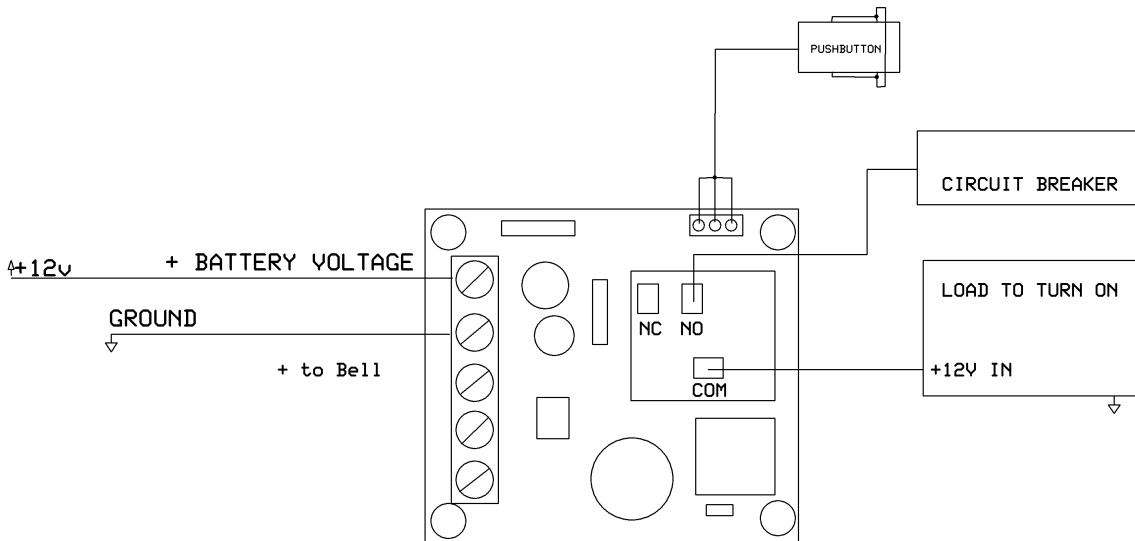 PUSHBUTTON
CIRCUIT BREAKER
+12v
+ BATTERY VOLTAGE
LOAD TO TURN ON
GROUND
NC NO
+ to Bell
+12V IN
COM